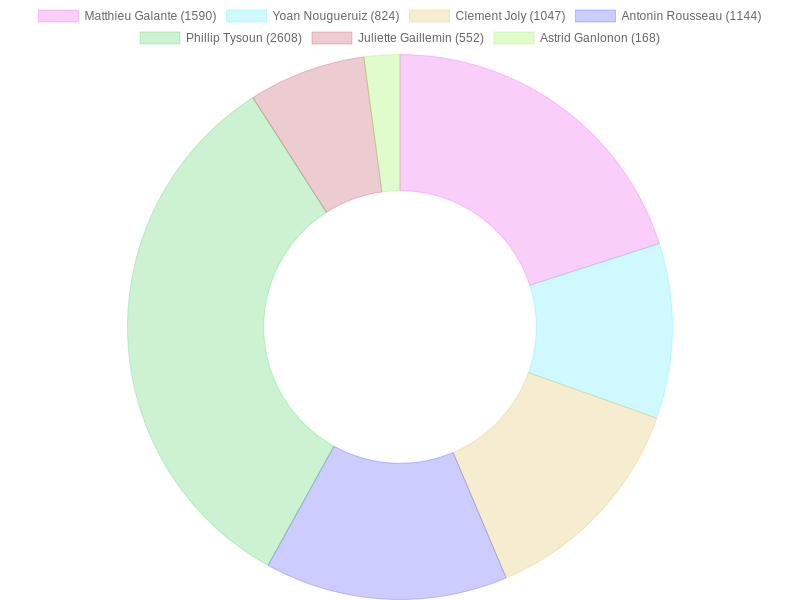 Matthieu Galante (1590) Yoan Nougueruiz (824) Clement Joly (1047) Antonin Rousseau (1144)
Phillip Tysoun (2608) Juliette Gaillemin (552) Astrid Ganlonon (168)